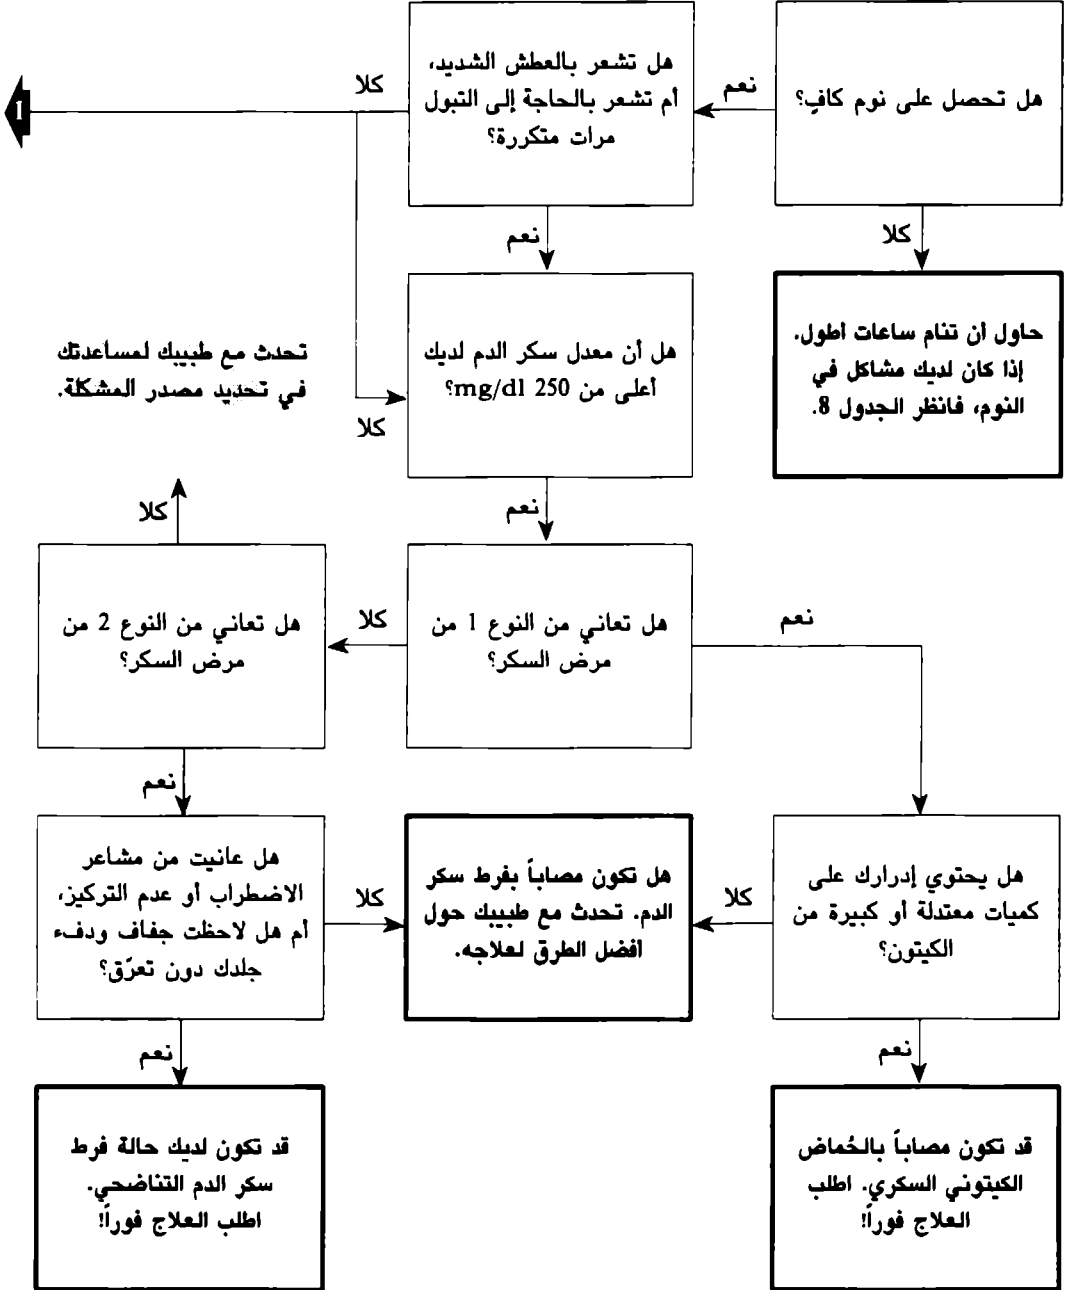 هل تحصل على نوم كافٍ؟
نعم
هل تشعر بالعطش الشديد،
أم تشعر بالحاجة إلى التبول
مرات متكررة؟
كلا
1
كلا
نعم
حاول أن تنام ساعات أطول.
إذا كان لديك مشاكل في
النوم، فانظر الجدول 8.
هل أن معدل سكر الدم لديك
أعلى من 250 mg/dl؟
كلا
تحدث مع طبيبك لمساعدتك
في تحديد مصدر المشكلة.
نعم
كلا
نعم
هل تعاني من النوع 1 من
مرض السكر؟
كلا
هل تعاني من النوع 2 من
مرض السكر؟
نعم
هل يحتوي إدرارك على
كميات معتدلة أو كبيرة من
الكيتون؟
كلا
هل تكون مصاباً بفرط سكر
الدم. تحدث مع طبيبك حول
أفضل الطرق لعلاجه.
كلا
هل عانيت من مشاعر
الاضطراب أو عدم التركيز،
أم هل لاحظت جفاف ودفء
جلدك دون تعرّق؟
نعم
نعم
قد تكون مصاباً بالحُماض
الكيتوني السكري. اطلب
العلاج فوراً!
قد تكون لديك حالة فرط
سكر الدم التناضحي.
اطلب العلاج فوراً!